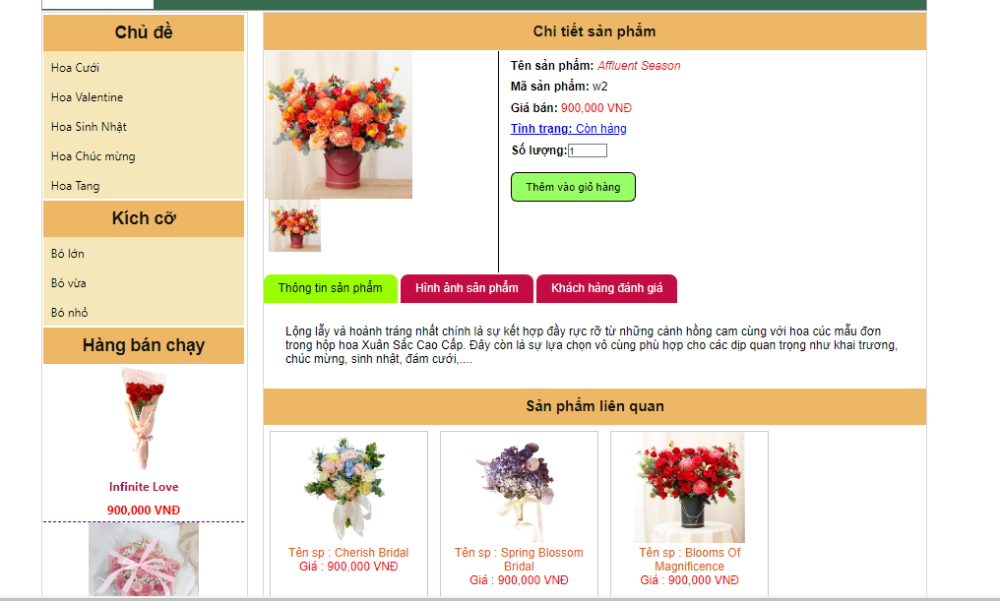 Chủ đề
Hoa Cưới
Hoa Valentine
Hoa Sinh Nhật
Hoa Chúc mừng
Hoa Tang
Kích cỡ
Bó lớn
Bó vừa
Bó nhỏ
Hàng bán chạy
Infinite Love
900,000 VNĐ
Chi tiết sản phẩm
Tên sản phẩm: Affluent Season
Mã sản phẩm: w2
Giá bán: 900,000 VNĐ
Tình trạng: Còn hàng
Số lượng: 1
Thêm vào giỏ hàng
Thông tin sản phẩm Hình ảnh sản phẩm Khách hàng đánh giá
Lộng lẫy và hoành tráng nhất chính là sự kết hợp đầy rực rỡ từ những cành hồng cam cùng với hoa cúc mẫu đơn
trong hộp hoa Xuân Sắc Cao Cấp. Đây còn là sự lựa chọn vô cùng phù hợp cho các dịp quan trọng như khai trương,
chúc mừng, sinh nhật, đám cưới,....
Sản phẩm liên quan
Tên sp : Cherish Bridal
Giá : 900,000 VNĐ
Tên sp : Spring Blossom
Bridal
Giá : 900,000 VNĐ
Tên sp : Blooms Of
Magnificence
Giá : 900,000 VNĐ